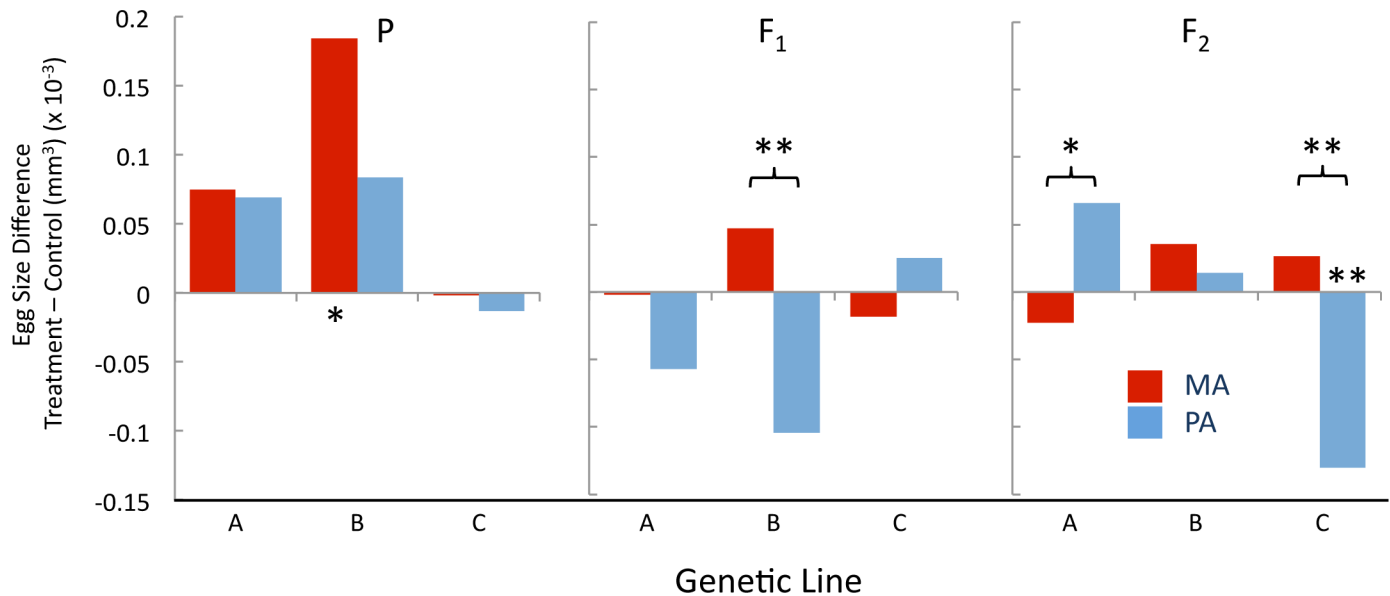 Egg Size Difference
Treatment – Control (mm³) (x 10⁻³)
0.2
0.15
0.1
0.05
0
-0.05
-0.1
-0.15
P
*
A B C
F₁
**
A B C
F₂
*
**
**
MA
PA
A B C
Genetic Line